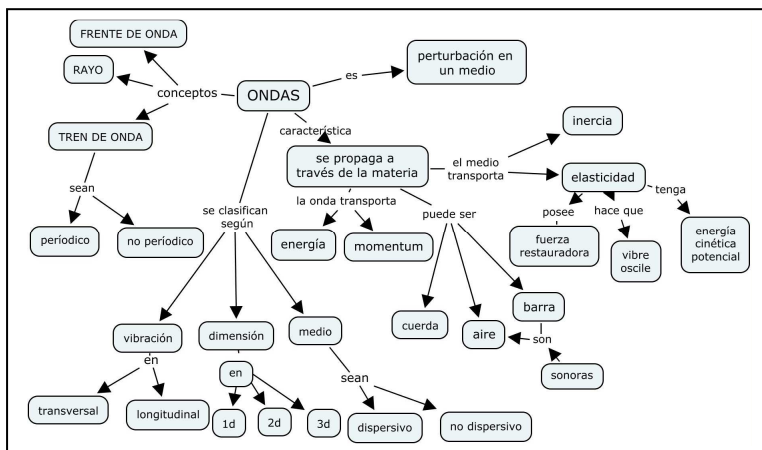 FRENTE DE ONDA
RAYO
conceptos
ONDAS
es
perturbación en
un medio
TREN DE ONDA
característica
inercia
se propaga a
través de la materia
el medio
transporta
elasticidad
sean
se clasifican
según
la onda transporta
puede ser
posee
hace que
tenga
períodico
no períodico
energía
momentum
fuerza
restauradora
vibre
oscile
energía
cinética
potencial
vibración
dimensión
medio
cuerda
aire
barra
son
sonoras
en
en
sean
transversal
longitudinal
1d
2d
3d
dispersivo
no dispersivo